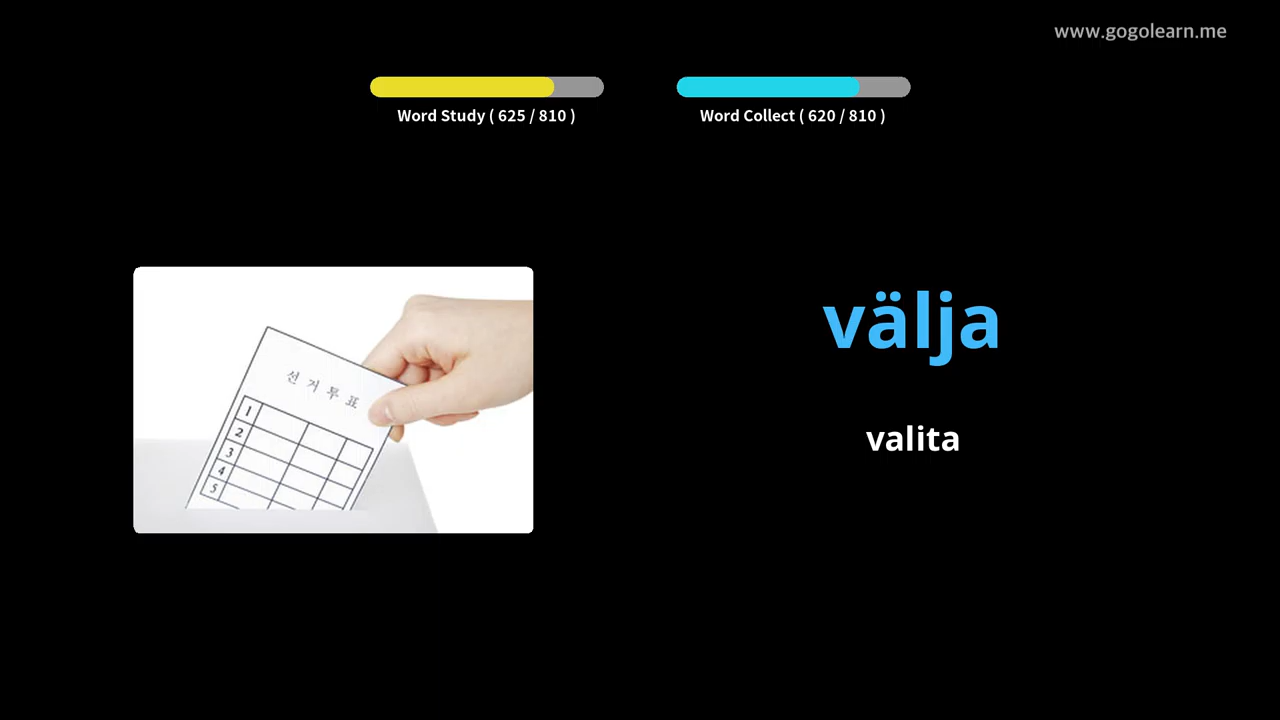 www.gogolearn.me
Word Study ( 625 / 810 )
Word Collect ( 620 / 810 )
선거투표
1
2
3
4
5
välja
valita